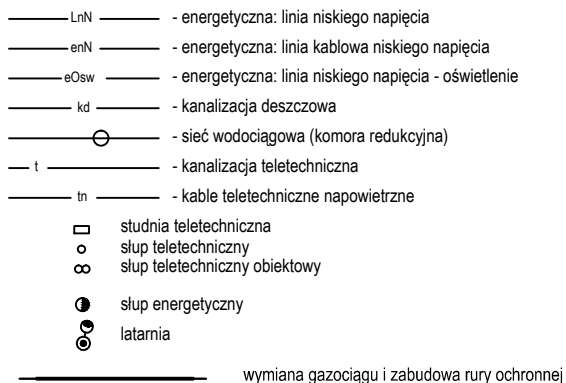 LnN - energetyczna: linia niskiego napięcia
enN - energetyczna: linia kablowa niskiego napięcia
eOsw - energetyczna: linia niskiego napięcia - oświetlenie
kd - kanalizacja deszczowa
- sieć wodociągowa (komora redukcyjna)
t - kanalizacja teletechniczna
tn - kable teletechniczne napowietrzne
studnia teletechniczna
słup teletechniczny
słup teletechniczny obiektowy
słup energetyczny
latarnia
wymiana gazociągu i zabudowa rury ochronnej